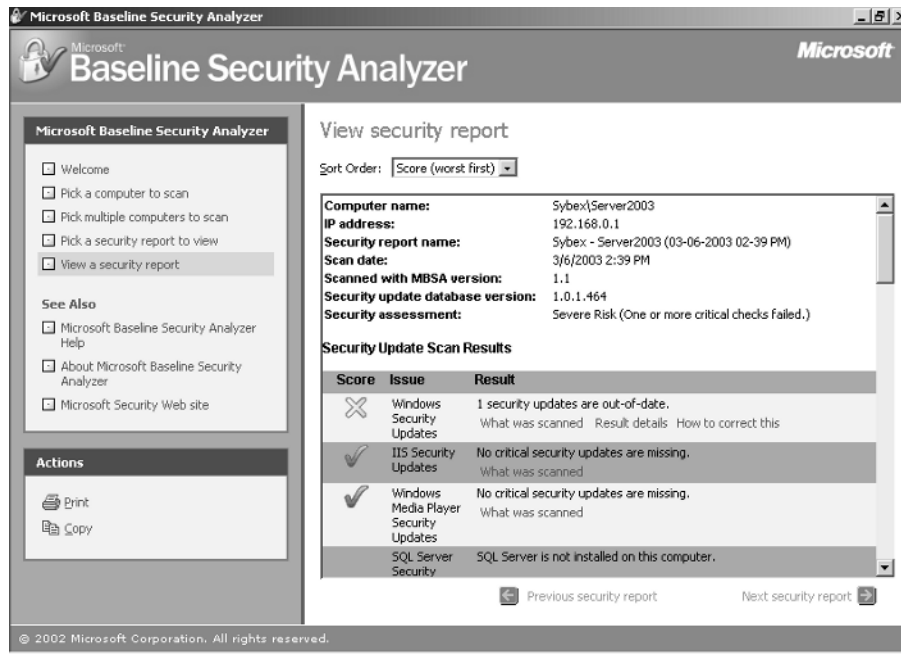 Microsoft Baseline Security Analyzer
Microsoft
Baseline Security Analyzer
Microsoft
Microsoft Baseline Security Analyzer
Welcome
Pick a computer to scan
Pick multiple computers to scan
Pick a security report to view
View a security report
See Also
Microsoft Baseline Security Analyzer
Help
About Microsoft Baseline Security
Analyzer
Microsoft Security Web site
Actions
Print
Copy
View security report
Sort Order: Score (worst first)
Computer name: Sybex\Server2003
IP address: 192.168.0.1
Security report name: Sybex - Server2003 (03-06-2003 02-39 PM)
Scan date: 3/6/2003 2:39 PM
Scanned with MBSA version: 1.1
Security update database version: 1.0.1.464
Security assessment: Severe Risk (One or more critical checks failed.)
Security Update Scan Results
Score Issue Result
Windows 1 security updates are out-of-date.
Security What was scanned Result details How to correct this
Updates
IIS Security No critical security updates are missing.
Updates What was scanned
Windows No critical security updates are missing.
Media Player What was scanned
Security
Updates
SQL Server SQL Server is not installed on this computer.
Security
Previous security report Next security report
© 2002 Microsoft Corporation. All rights reserved.